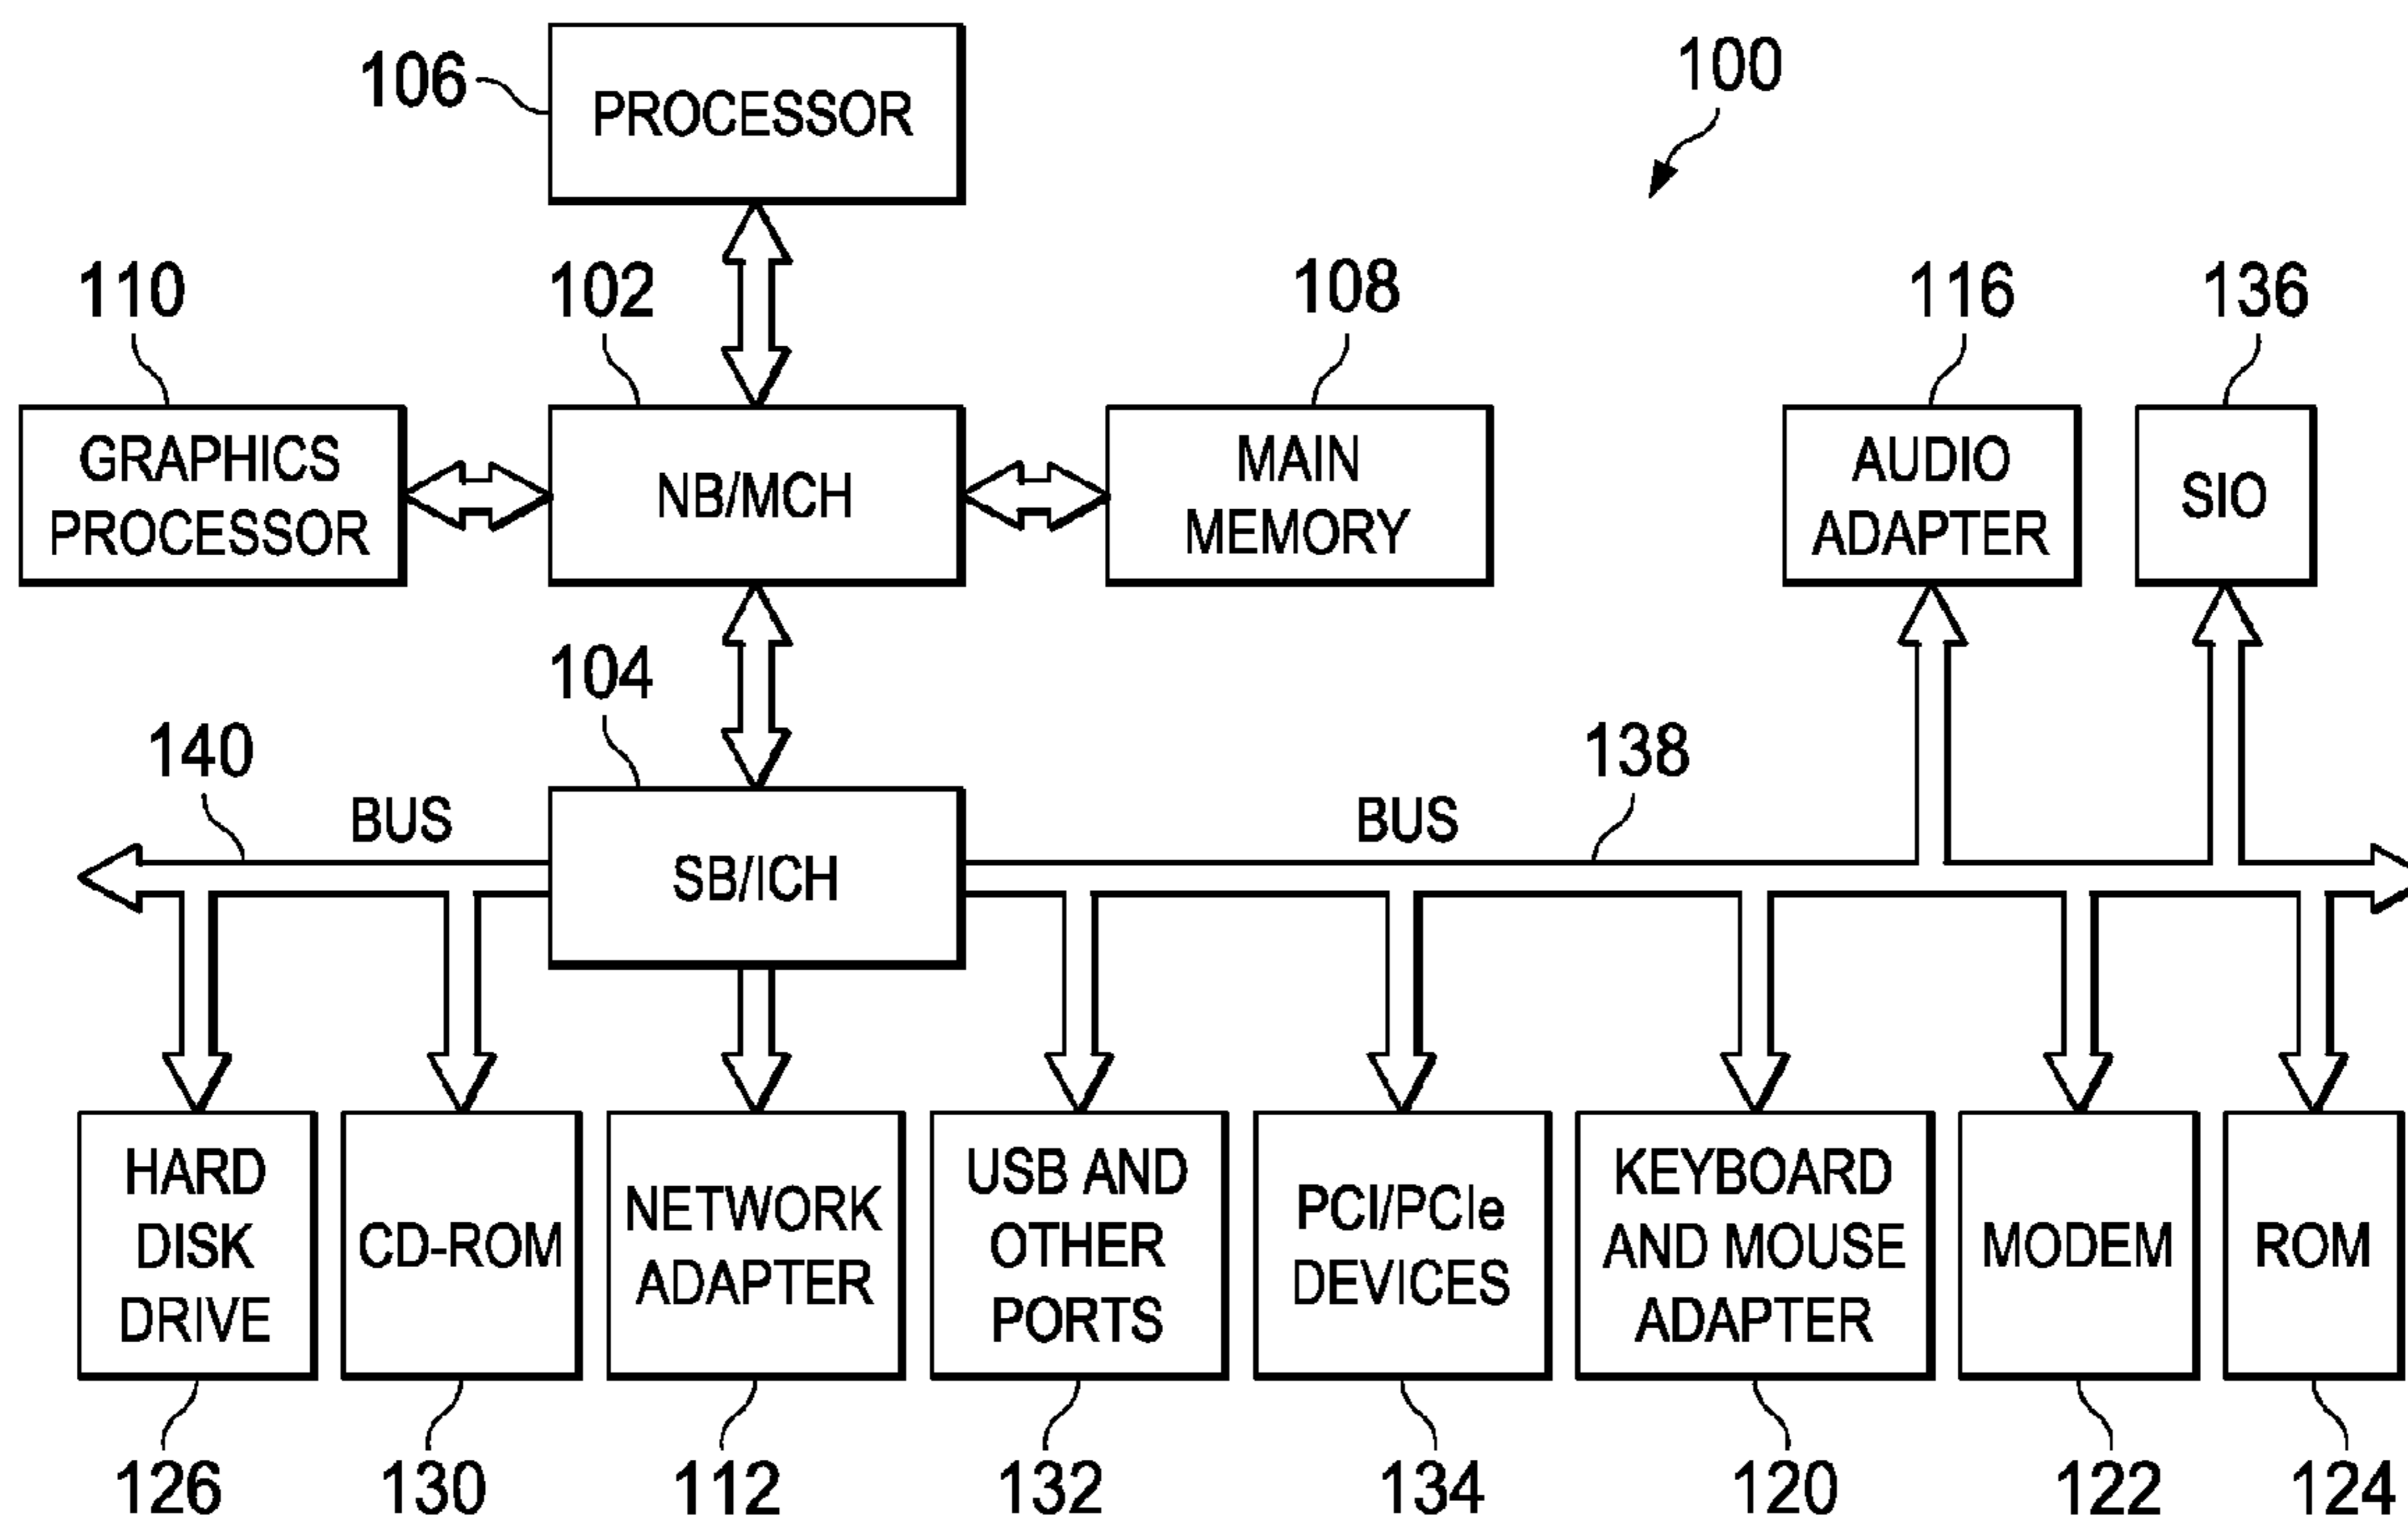 106
PROCESSOR
100
110
102
108
116
136
GRAPHICS
PROCESSOR
NB/MCH
MAIN
MEMORY
AUDIO
ADAPTER
SIO
104
140
BUS
SB/ICH
BUS
138
HARD
DISK
DRIVE
CD-ROM
NETWORK
ADAPTER
USB AND
OTHER
PORTS
PCI/PCIe
DEVICES
KEYBOARD
AND MOUSE
ADAPTER
MODEM
ROM
126
130
112
132
134
120
122
124